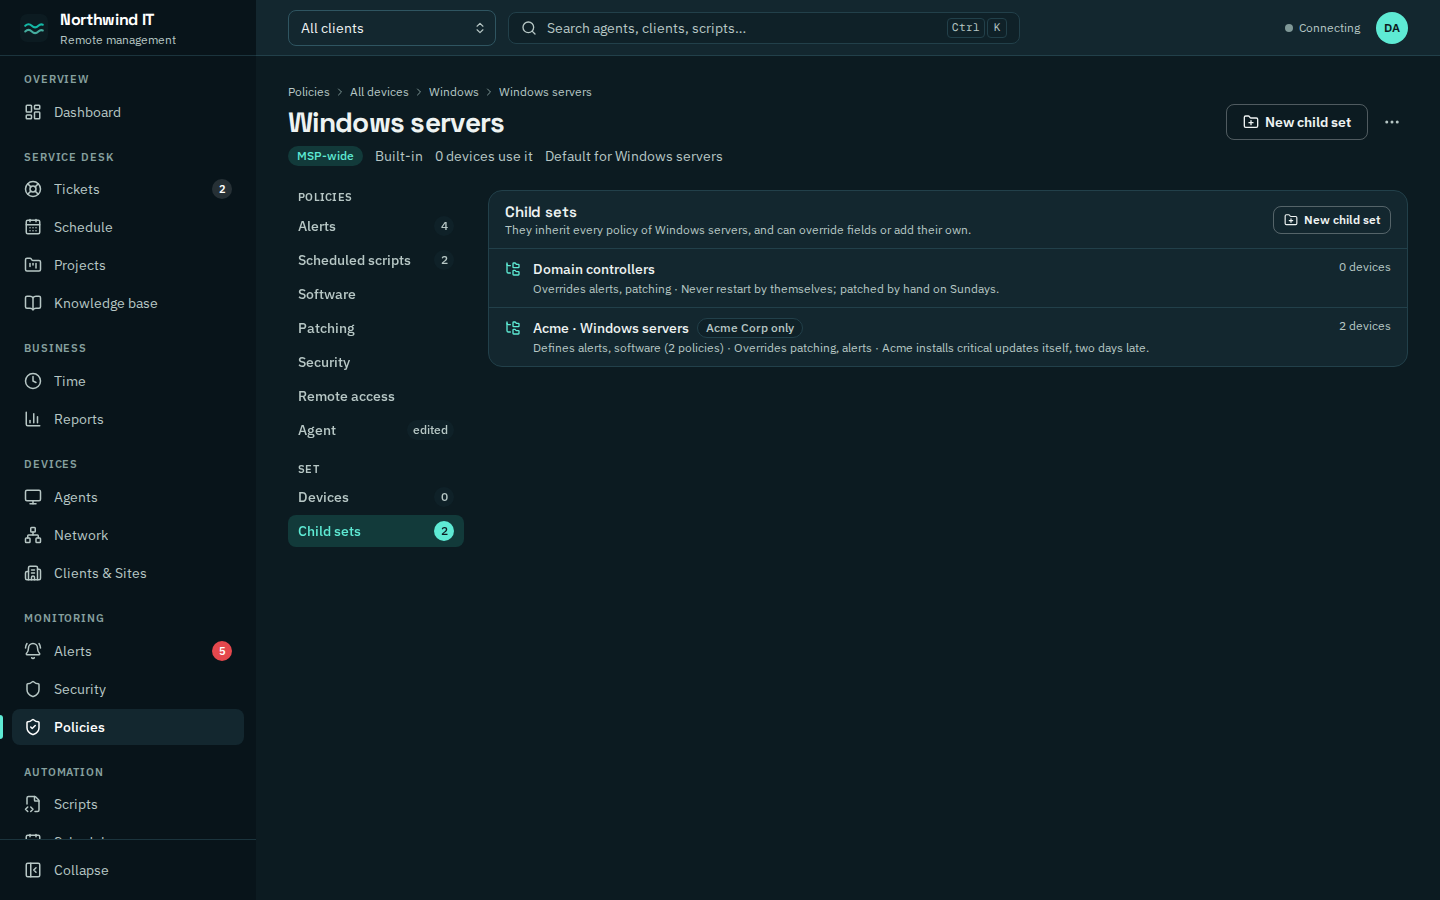 Northwind IT
Remote management
All clients
Search agents, clients, scripts...
Ctrl K
Connecting
DA
OVERVIEW
Dashboard
SERVICE DESK
Tickets 2
Schedule
Projects
Knowledge base
BUSINESS
Time
Reports
DEVICES
Agents
Network
Clients & Sites
MONITORING
Alerts 5
Security
Policies
AUTOMATION
Scripts
Collapse
Policies > All devices > Windows > Windows servers
Windows servers
New child set
MSP-wide Built-in 0 devices use it Default for Windows servers
POLICIES
Alerts 4
Scheduled scripts 2
Software
Patching
Security
Remote access
Agent edited
SET
Devices 0
Child sets 2
Child sets
They inherit every policy of Windows servers, and can override fields or add their own.
New child set
Domain controllers
0 devices
Overrides alerts, patching · Never restart by themselves; patched by hand on Sundays.
Acme · Windows servers Acme Corp only
2 devices
Defines alerts, software (2 policies) · Overrides patching, alerts · Acme installs critical updates itself, two days late.